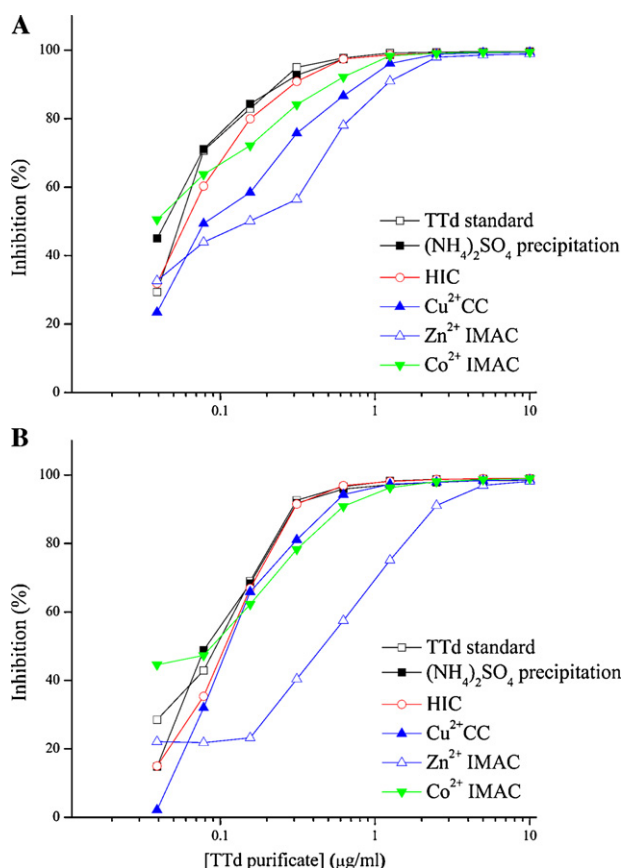 A
100
80
60
40
20
0
Inhibition (%)
TTd standard
(NH₄)₂SO₄ precipitation
HIC
Cu²⁺CC
Zn²⁺ IMAC
Co²⁺ IMAC
0.1
1
10
B
100
80
60
40
20
0
Inhibition (%)
TTd standard
(NH₄)₂SO₄ precipitation
HIC
Cu²⁺CC
Zn²⁺ IMAC
Co²⁺ IMAC
0.1
1
10
[TTd purificate] (μg/ml)